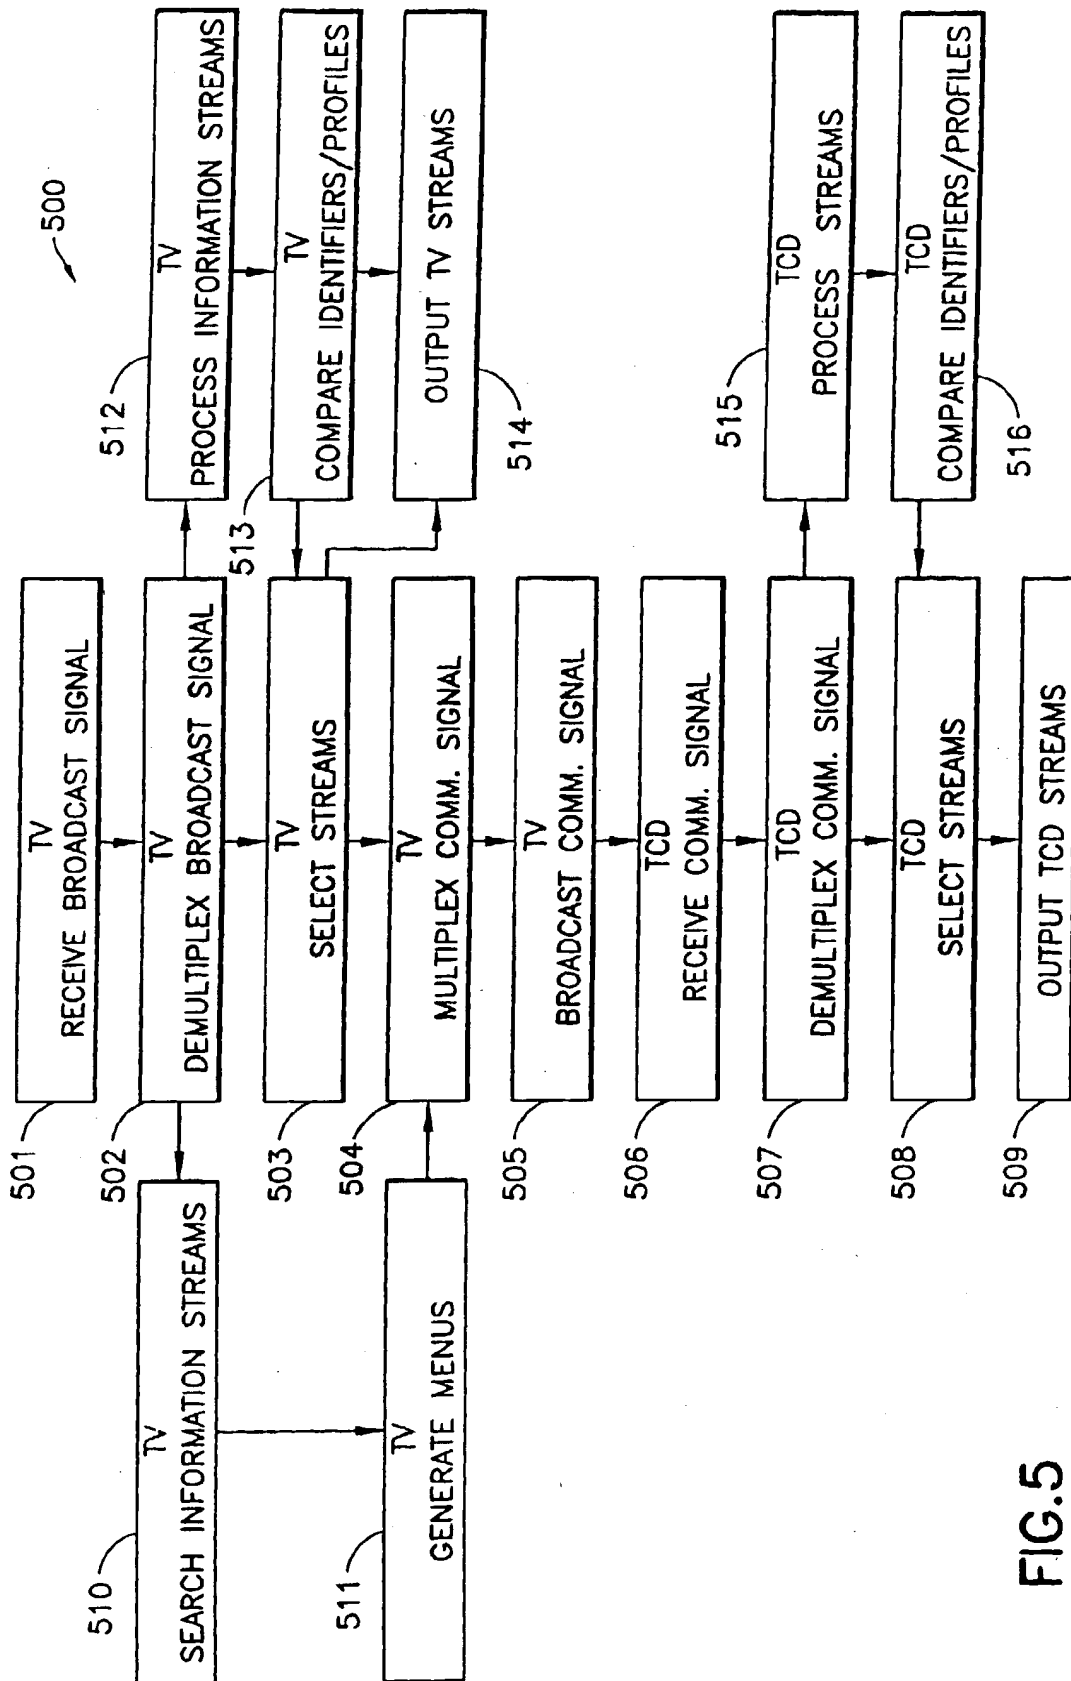 500
501
TV
RECEIVE BROADCAST SIGNAL
502
TV
DEMULTIPLEX BROADCAST SIGNAL
503
TV
SELECT STREAMS
504
TV
MULTIPLEX COMM. SIGNAL
505
TV
BROADCAST COMM. SIGNAL
506
TCD
RECEIVE COMM. SIGNAL
507
TCD
DEMULTIPLEX COMM. SIGNAL
508
TCD
SELECT STREAMS
509
OUTPUT TCD STREAMS
510
TV
SEARCH INFORMATION STREAMS
511
TV
GENERATE MENUS
512
TV
PROCESS INFORMATION STREAMS
513
TV
COMPARE IDENTIFIERS/PROFILES
514
OUTPUT TV STREAMS
515
TCD
PROCESS STREAMS
516
TCD
COMPARE IDENTIFIERS/PROFILES
FIG.5